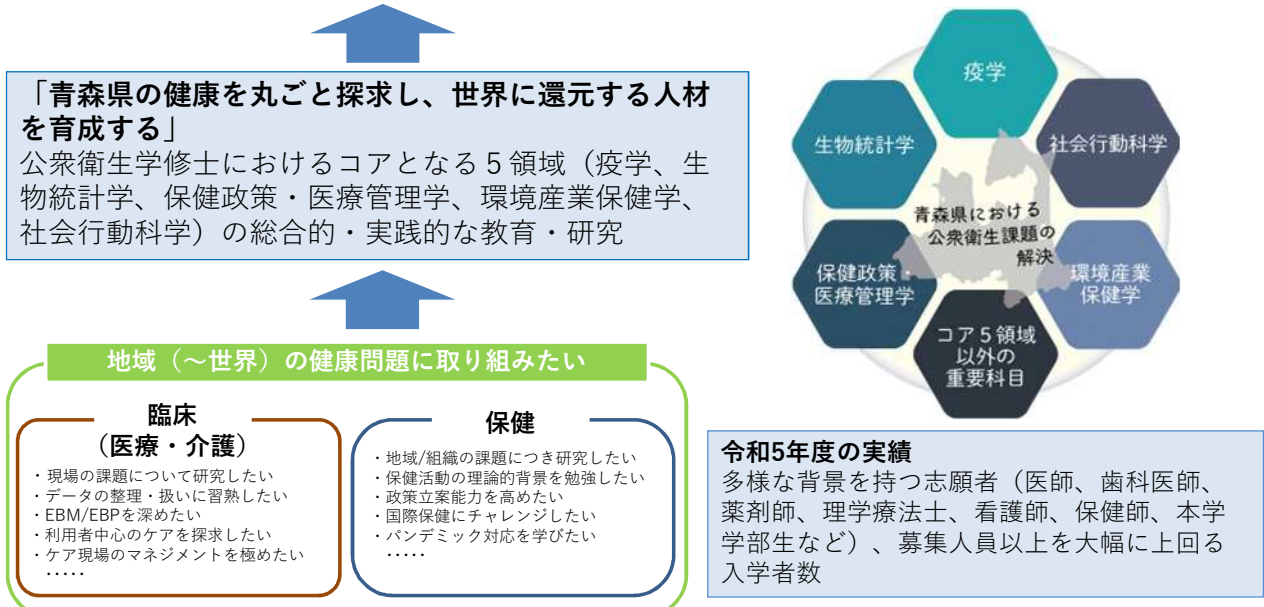 「青森県の健康を丸ごと探求し、世界に還元する人材
を育成する」
公衆衛生学修士におけるコアとなる５領域（疫学、生
物統計学、保健政策・医療管理学、環境産業保健学、
社会行動科学）の総合的・実践的な教育・研究
地域（～世界）の健康問題に取り組みたい
臨床
（医療・介護）
・現場の課題について研究したい
・データの整理・扱いに習熟したい
・EBM/EBPを深めたい
・利用者中心のケアを探求したい
・ケア現場のマネジメントを極めたい
・・・・・
保健
・地域/組織の課題につき研究したい
・保健活動の理論的背景を勉強したい
・政策立案能力を高めたい
・国際保健にチャレンジしたい
・パンデミック対応を学びたい
・・・・・
疫学
生物統計学
社会行動科学
青森県における
公衆衛生課題の
解決
保健政策・
医療管理学
環境産業
保健学
コア５領域
以外の
重要科目
令和5年度の実績
多様な背景を持つ志願者（医師、歯科医師、
薬剤師、理学療法士、看護師、保健師、本学
学部生など）、募集人員以上を大幅に上回る
入学者数